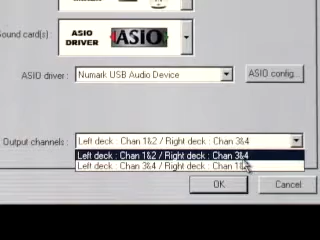 Sound card(s) :
ASIO DRIVER
ASIO
ASIO driver :
Numark USB Audio Device
ASIO config...
Output channels :
Left deck : Chan 1&2 / Right deck : Chan 3&4
Left deck : Chan 1&2 / Right deck : Chan 3&4
Left deck : Chan 3&4 / Right deck : Chan 1&
OK
Cancel